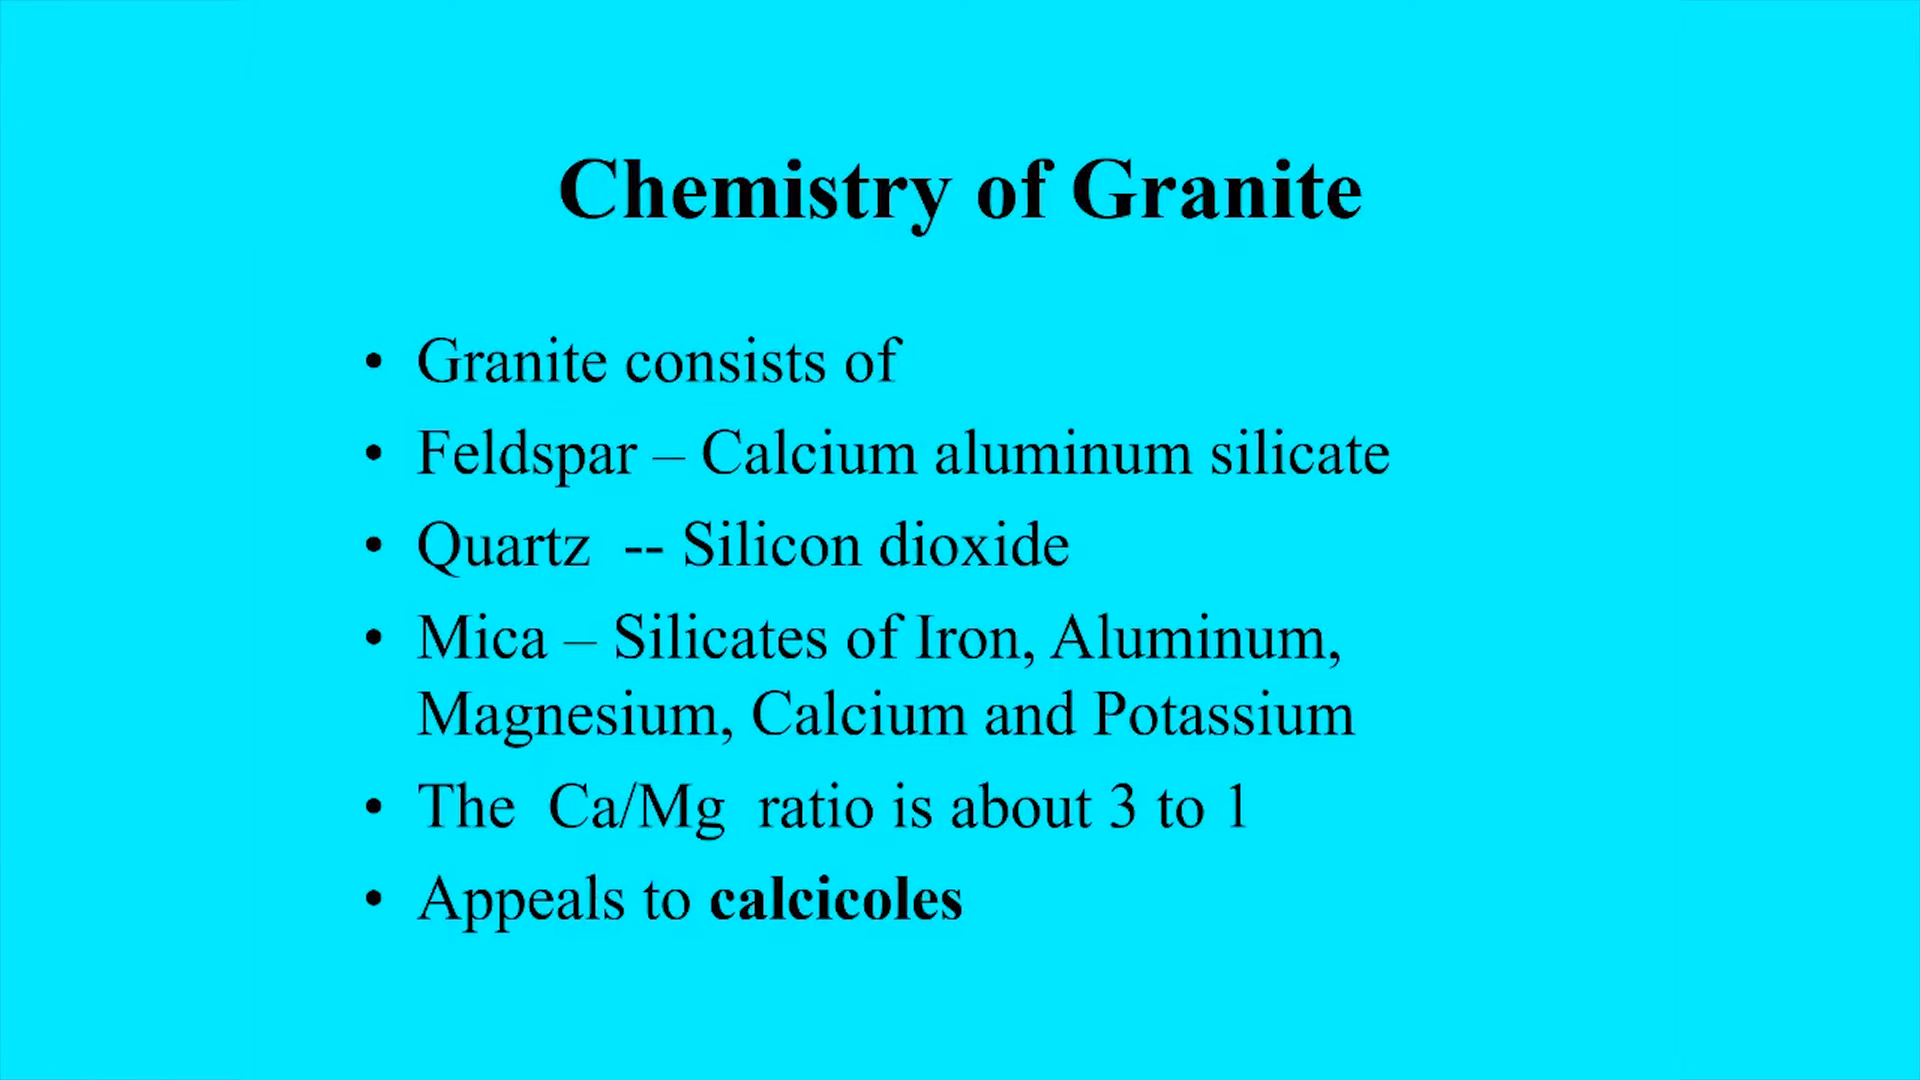 Chemistry of Granite
• Granite consists of
• Feldspar – Calcium aluminum silicate
• Quartz -- Silicon dioxide
• Mica – Silicates of Iron, Aluminum,
Magnesium, Calcium and Potassium
• The Ca/Mg ratio is about 3 to 1
• Appeals to calcicoles